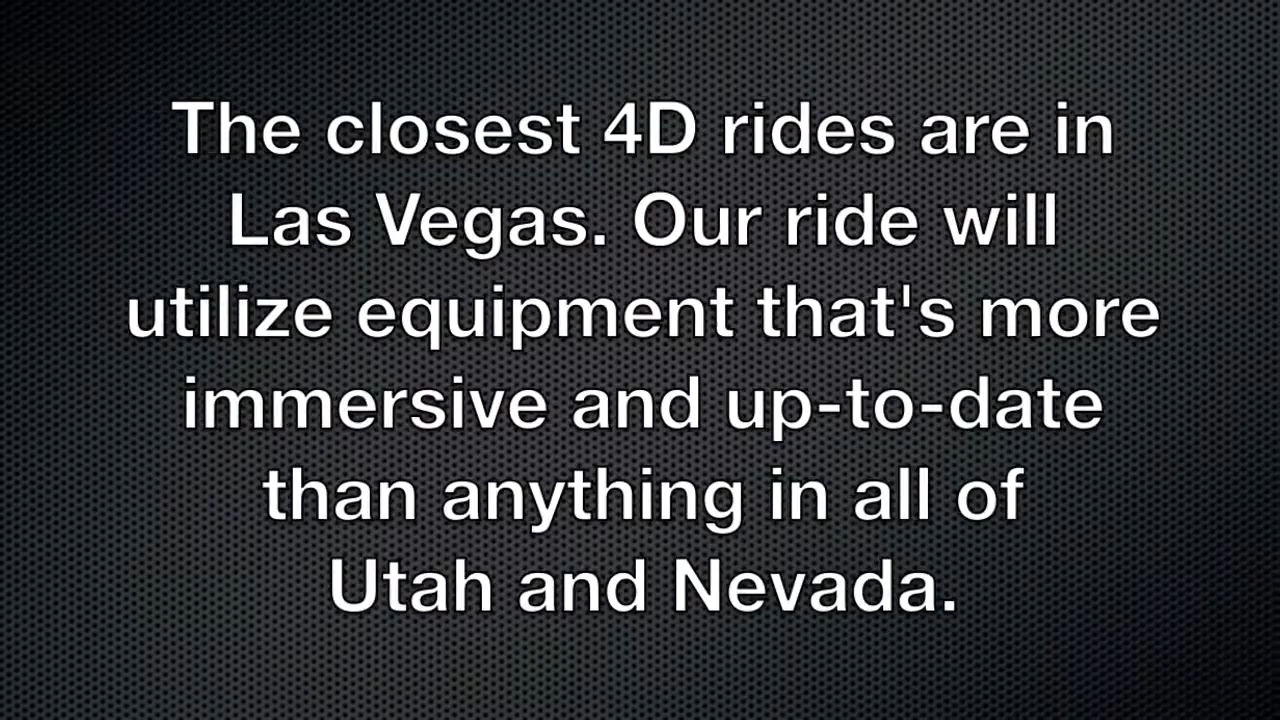 The closest 4D rides are in
Las Vegas. Our ride will
utilize equipment that's more
immersive and up-to-date
than anything in all of
Utah and Nevada.